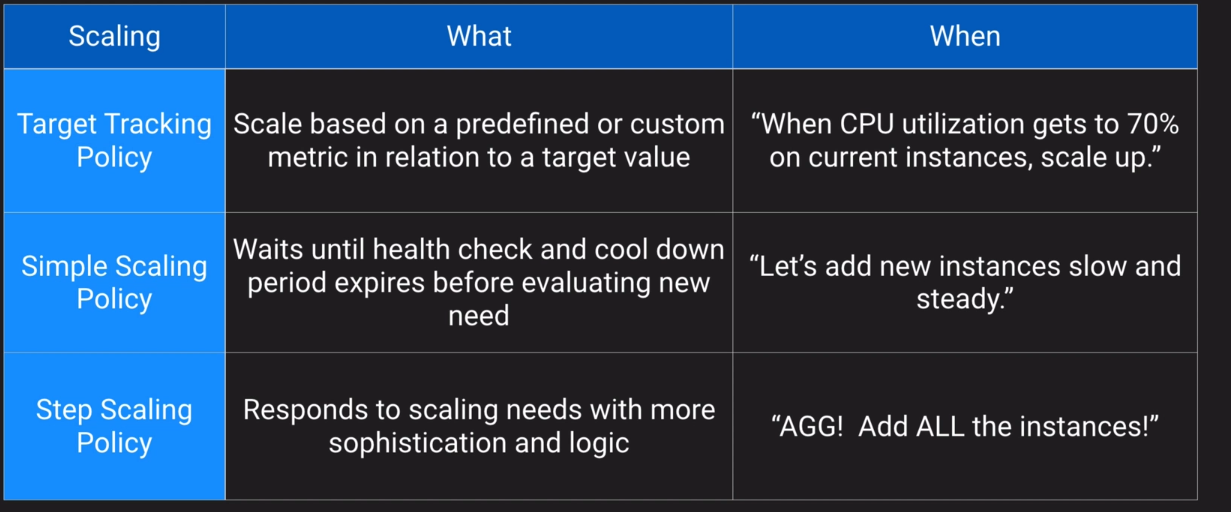 Scaling
What
When
Target Tracking
Policy
Scale based on a predefined or custom
metric in relation to a target value
“When CPU utilization gets to 70%
on current instances, scale up.”
Simple Scaling
Policy
Waits until health check and cool down
period expires before evaluating new
need
“Let’s add new instances slow and
steady.”
Step Scaling
Policy
Responds to scaling needs with more
sophistication and logic
“AGG!  Add ALL the instances!”